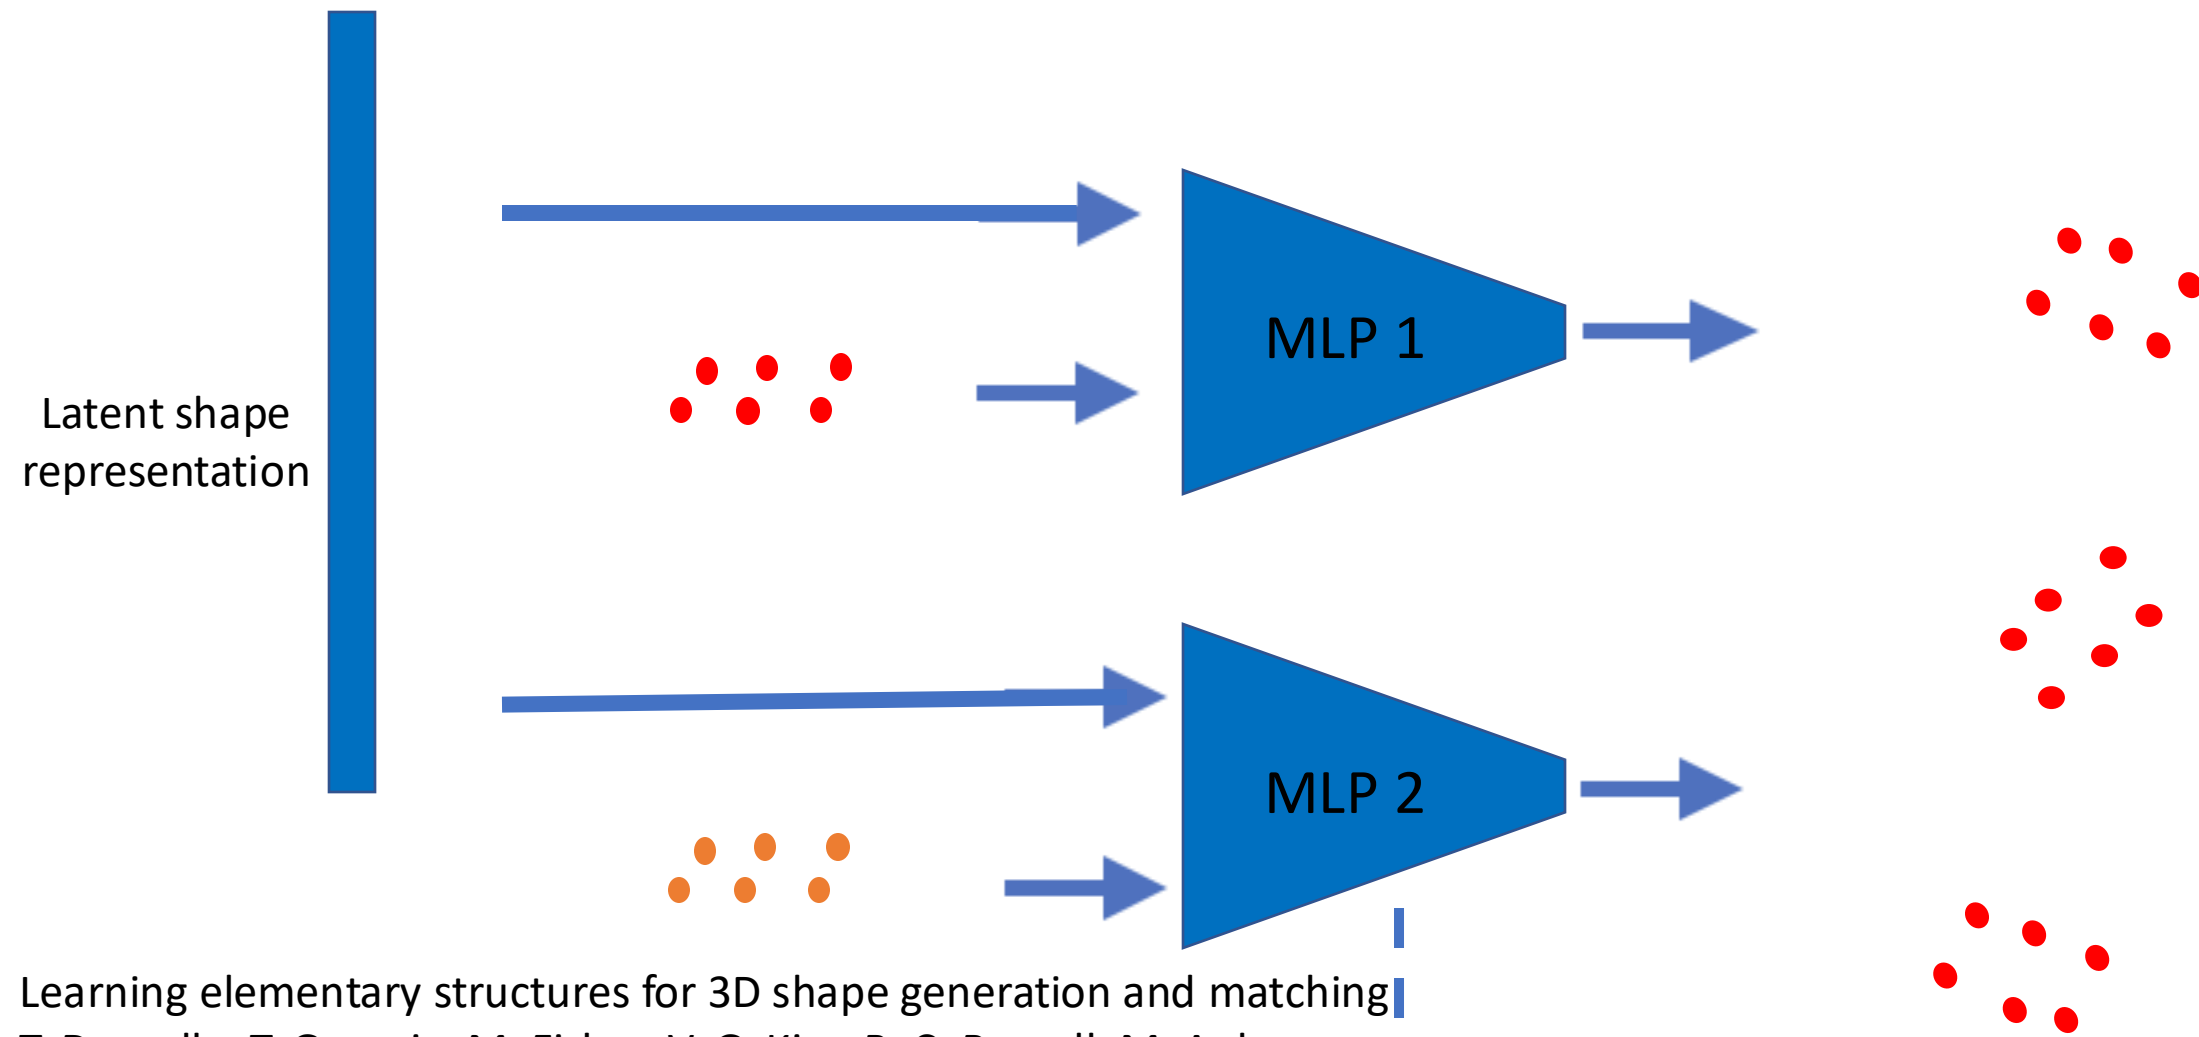 MLP 1
Latent shape
representation
MLP 2
Learning elementary structures for 3D shape generation and matching